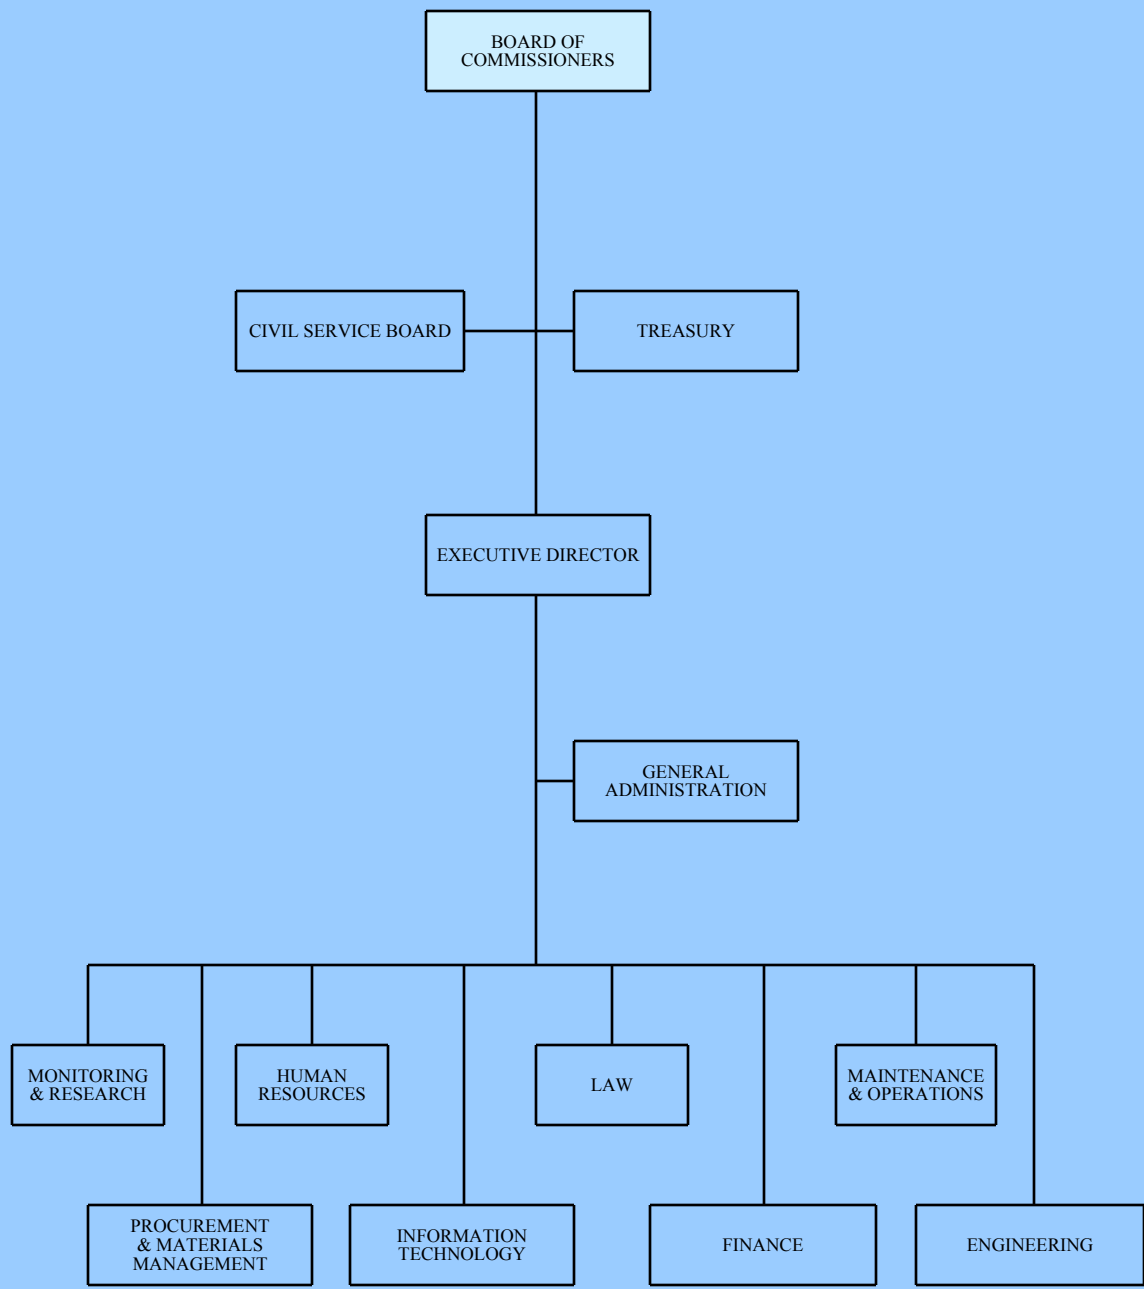 BOARD OF
COMMISSIONERS
CIVIL SERVICE BOARD
TREASURY
EXECUTIVE DIRECTOR
GENERAL
ADMINISTRATION
MONITORING
& RESEARCH
HUMAN
RESOURCES
LAW
MAINTENANCE
& OPERATIONS
PROCUREMENT
& MATERIALS
MANAGEMENT
INFORMATION
TECHNOLOGY
FINANCE
ENGINEERING